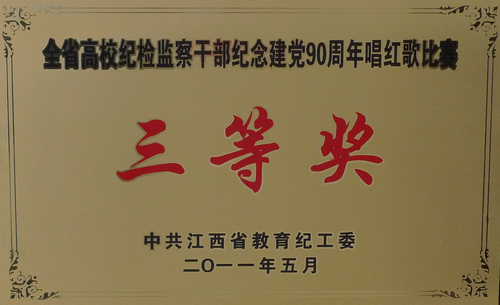 全省高校纪检监察干部纪念建党90周年唱红歌比赛
三等奖
中共江西省教育纪工委
二〇一一年五月